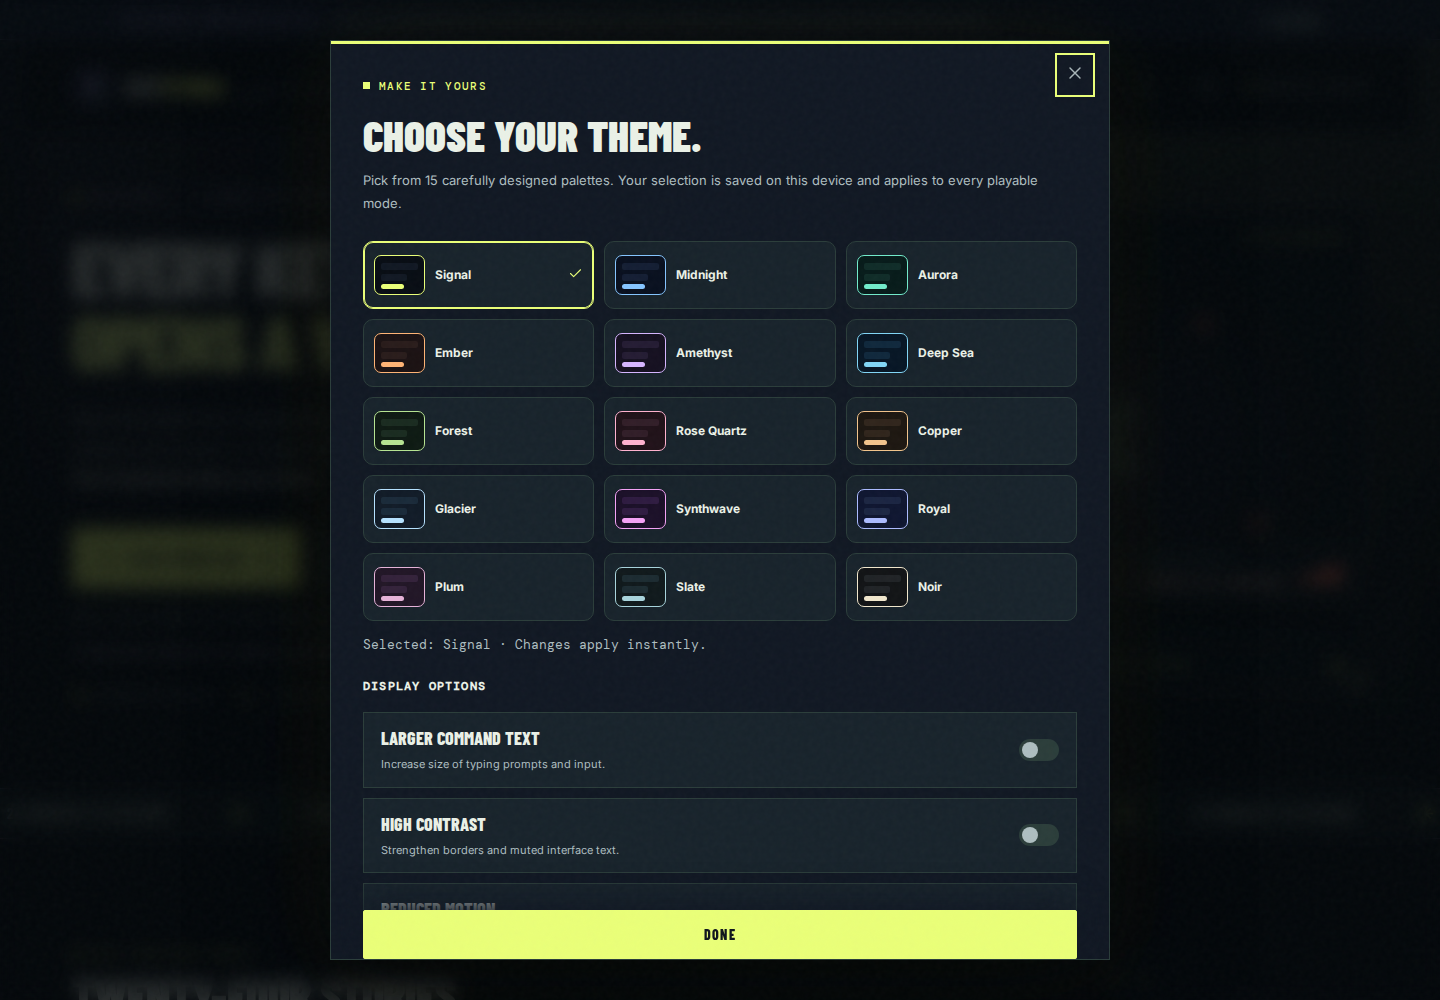 MAKE IT YOURS
CHOOSE YOUR THEME.
Pick from 15 carefully designed palettes. Your selection is saved on this device and applies to every playable
mode.
Signal
Midnight
Aurora
Ember
Amethyst
Deep Sea
Forest
Rose Quartz
Copper
Glacier
Synthwave
Royal
Plum
Slate
Noir
Selected: Signal · Changes apply instantly.
DISPLAY OPTIONS
LARGER COMMAND TEXT
Increase size of typing prompts and input.
HIGH CONTRAST
Strengthen borders and muted interface text.
REDUCED MOTION
DONE